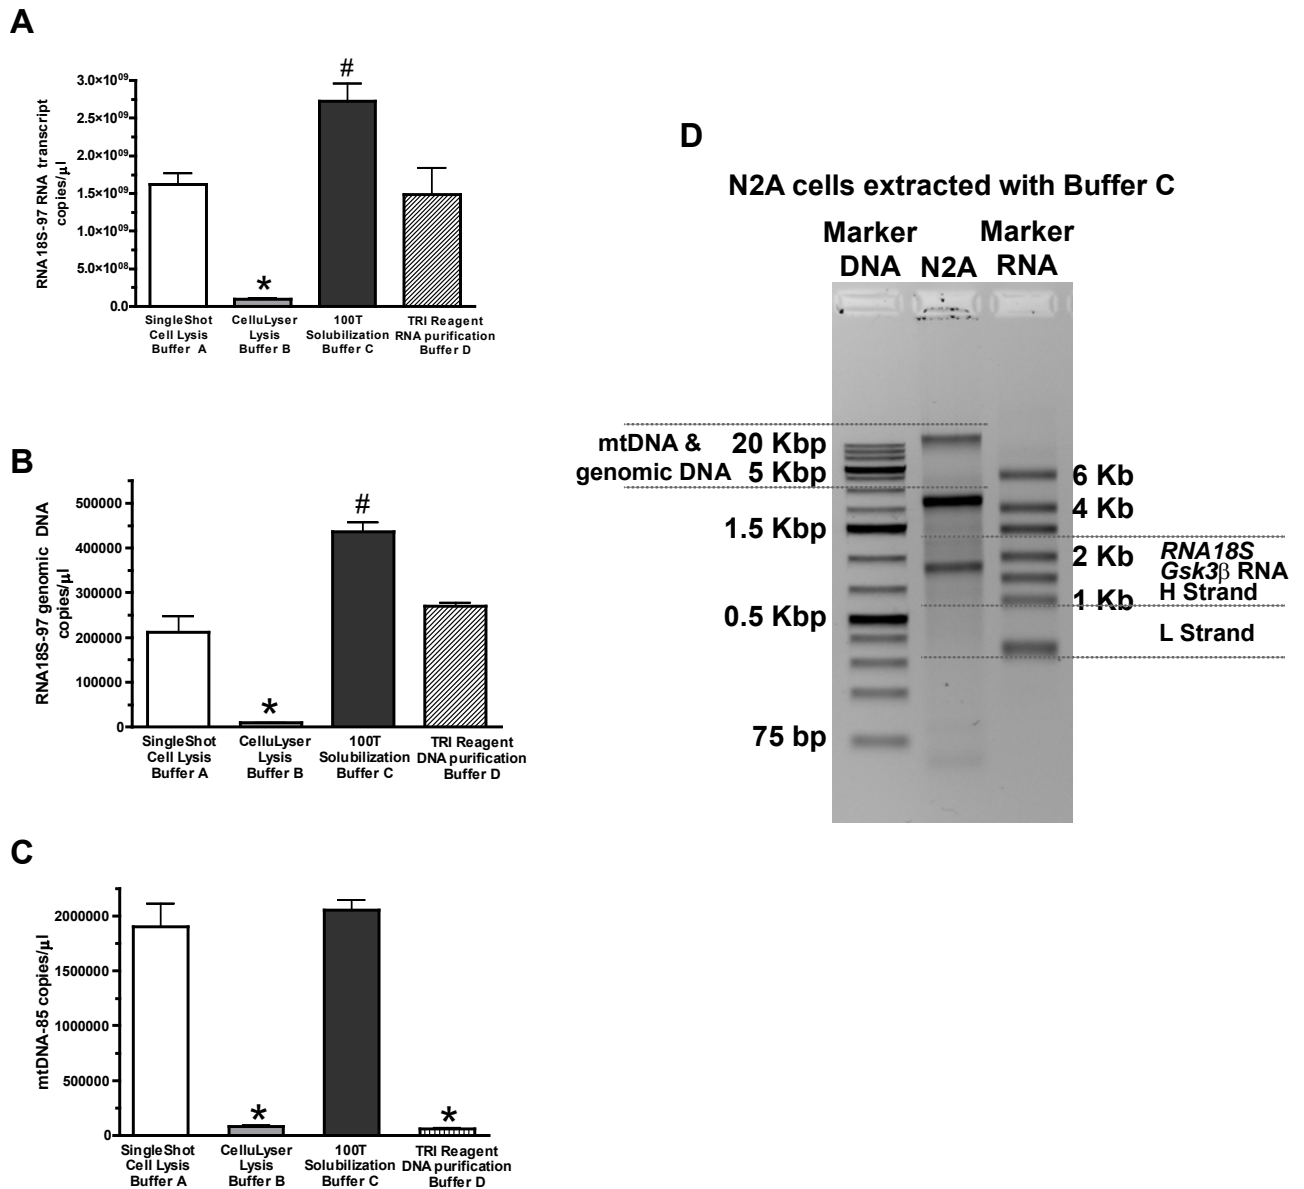 A
#
3.0×10⁰⁹
2.5×10⁰⁹
2.0×10⁰⁹
1.5×10⁰⁹
1.0×10⁰⁹
5.0×10⁰⁸
0.0
RNA18S-97 RNA transcript
copies/µl
*
SingleShot
Cell Lysis
Buffer A
CelluLyser
Lysis
Buffer B
100T
Solubilization
Buffer C
TRI Reagent
RNA purification
Buffer D
B
#
500000
400000
300000
200000
100000
0
RNA18S-97 genomic DNA
copies/µl
*
SingleShot
Cell Lysis
Buffer A
CelluLyser
Lysis
Buffer B
100T
Solubilization
Buffer C
TRI Reagent
DNA purification
Buffer D
C
2000000
1500000
1000000
500000
0
mtDNA-85 copies/µl
*
*
SingleShot
Cell Lysis
Buffer A
CelluLyser
Lysis
Buffer B
100T
Solubilization
Buffer C
TRI Reagent
DNA purification
Buffer D
D
N2A cells extracted with Buffer C
Marker
DNA
N2A
Marker
RNA
mtDNA &
genomic DNA
20 Kbp
5 Kbp
1.5 Kbp
0.5 Kbp
75 bp
6 Kb
4 Kb
2 Kb
1 Kb
RNA18S
Gsk3β RNA
H Strand
L Strand